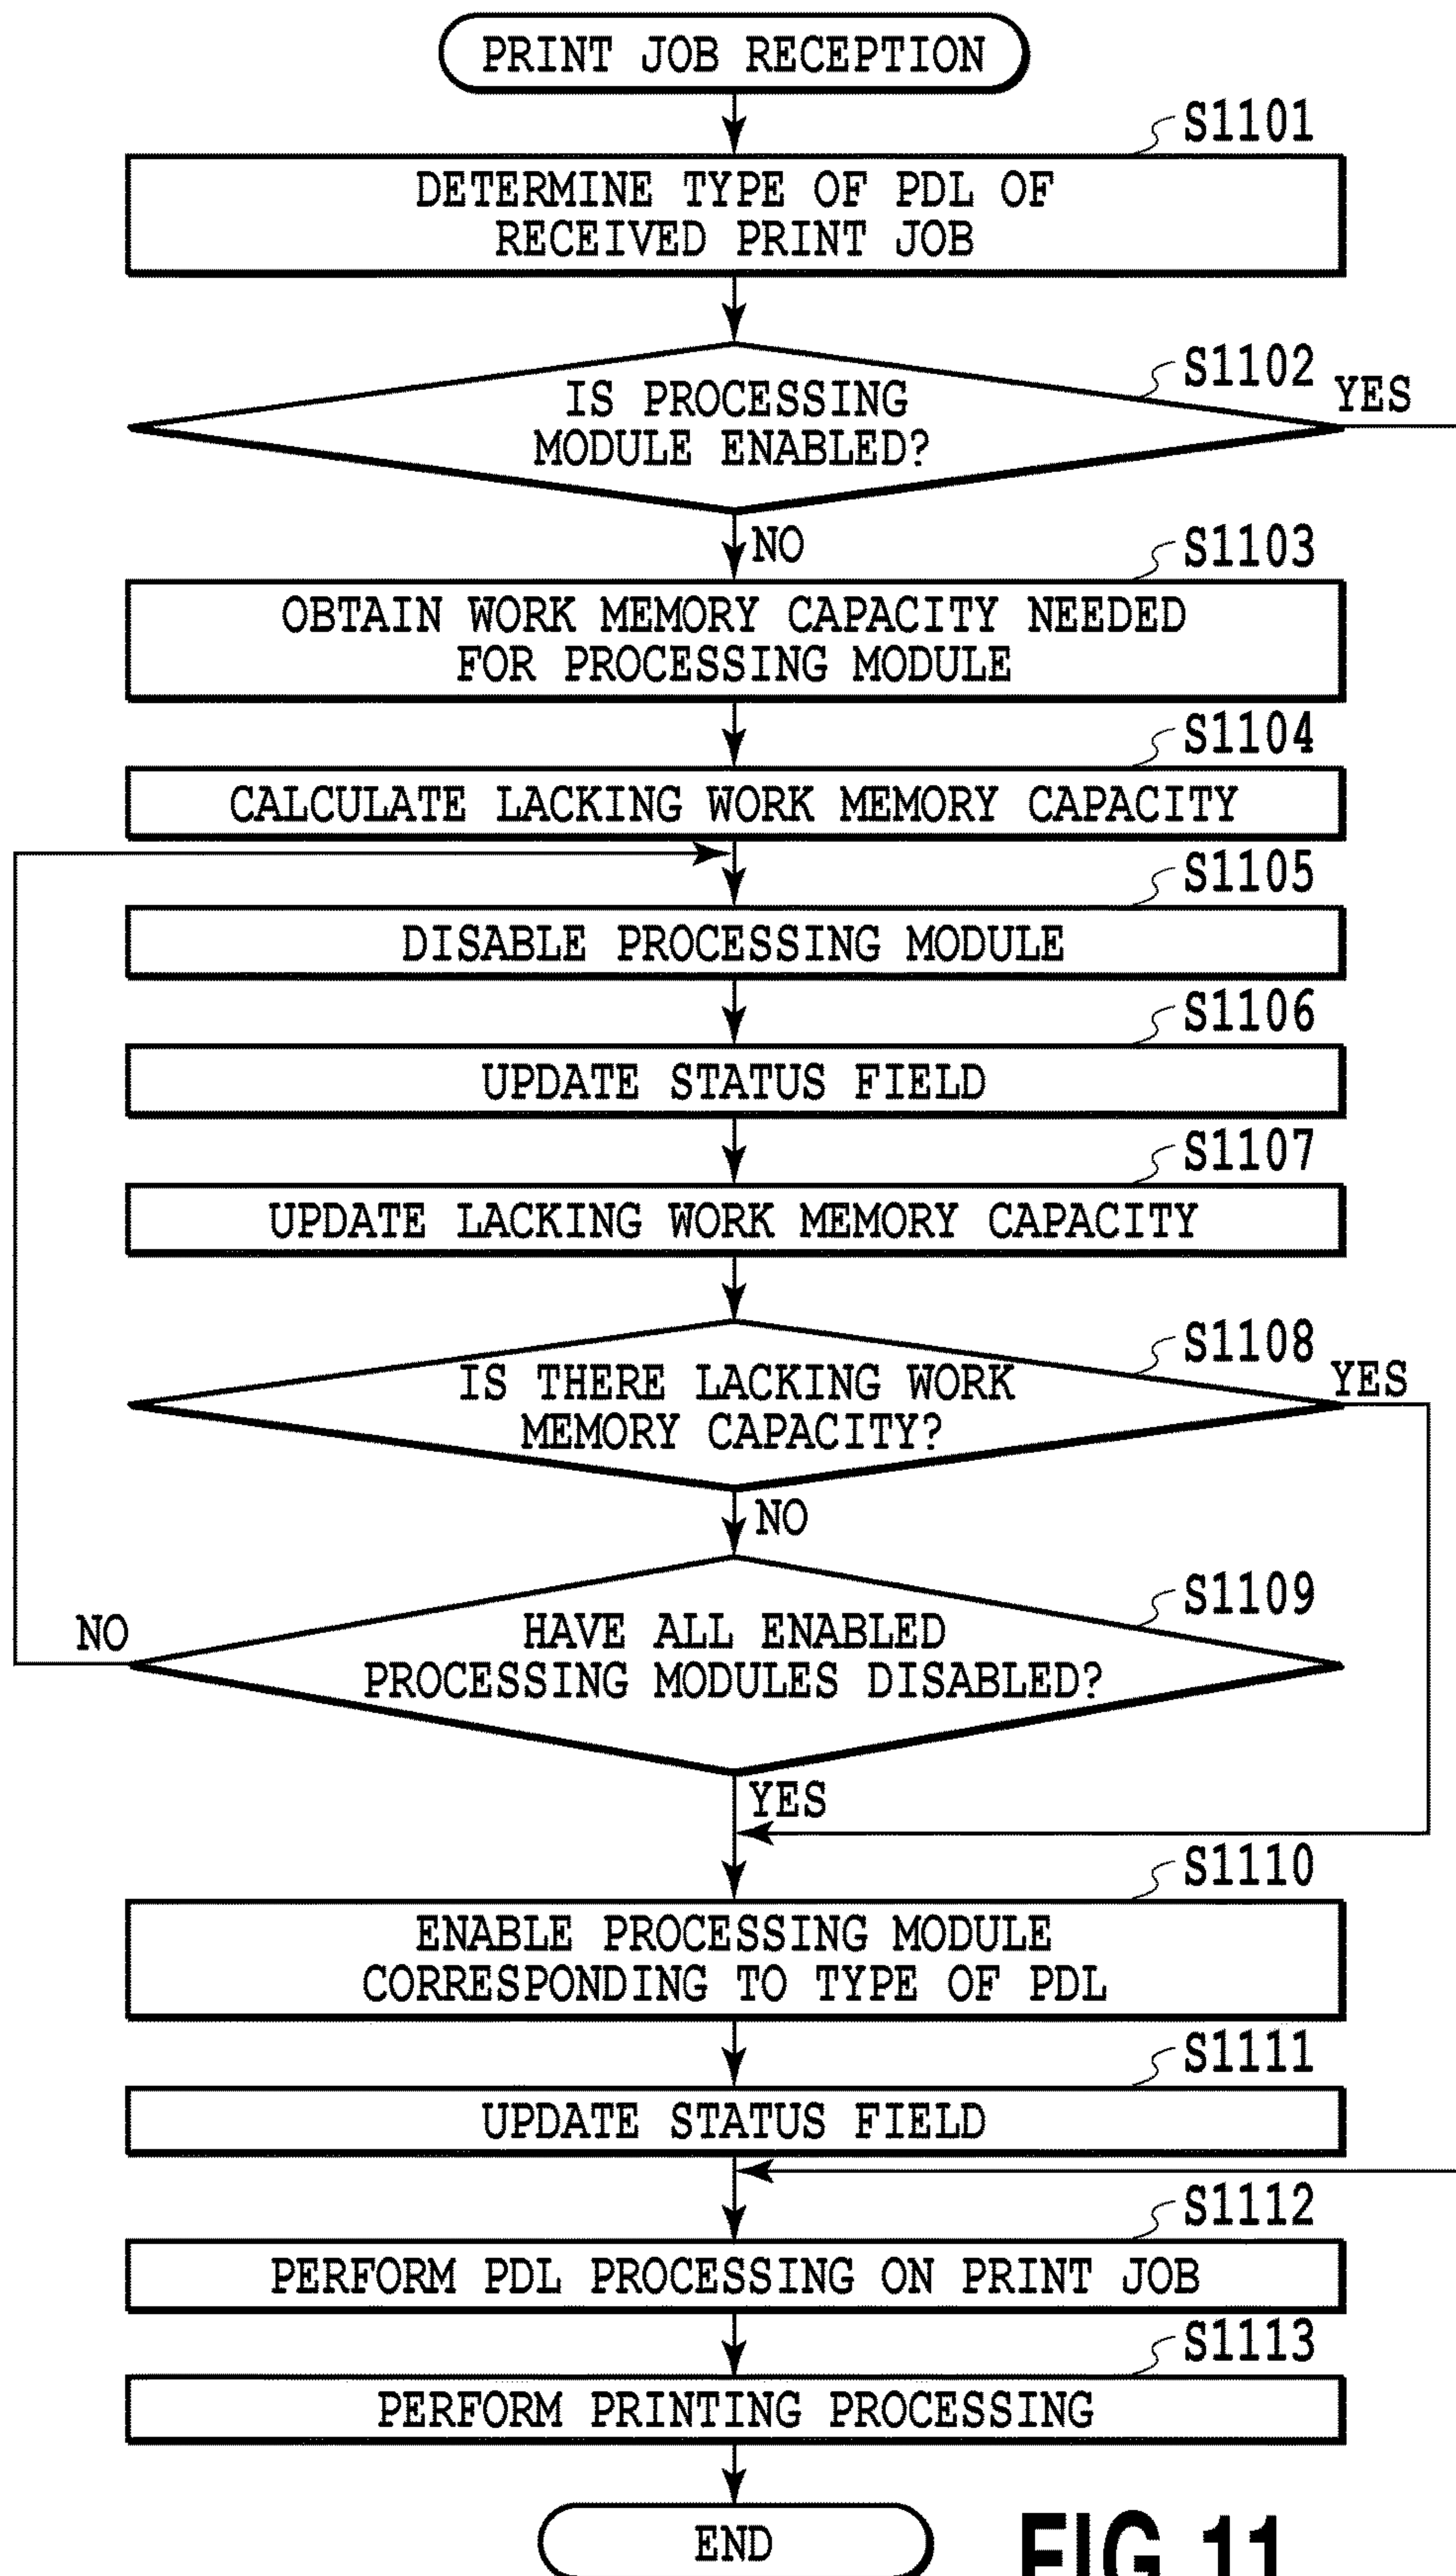 PRINT JOB RECEPTION
S1101
DETERMINE TYPE OF PDL OF
RECEIVED PRINT JOB
S1102
IS PROCESSING
MODULE ENABLED?
YES
NO
S1103
OBTAIN WORK MEMORY CAPACITY NEEDED
FOR PROCESSING MODULE
S1104
CALCULATE LACKING WORK MEMORY CAPACITY
S1105
DISABLE PROCESSING MODULE
S1106
UPDATE STATUS FIELD
S1107
UPDATE LACKING WORK MEMORY CAPACITY
S1108
IS THERE LACKING WORK
MEMORY CAPACITY?
YES
NO
S1109
HAVE ALL ENABLED
PROCESSING MODULES DISABLED?
NO
YES
S1110
ENABLE PROCESSING MODULE
CORRESPONDING TO TYPE OF PDL
S1111
UPDATE STATUS FIELD
S1112
PERFORM PDL PROCESSING ON PRINT JOB
S1113
PERFORM PRINTING PROCESSING
END
FIG.11